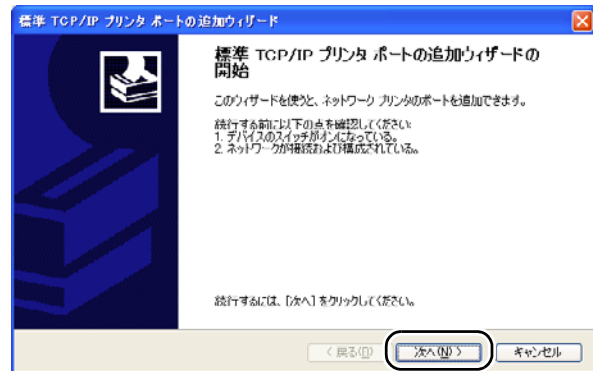 標準 TCP/IP プリンタ ポートの追加ウィザード
標準 TCP/IP プリンタ ポートの追加ウィザードの
開始
このウィザードを使うと、ネットワーク プリンタのポートを追加できます。
続行する前に以下の点を確認してください:
1. デバイスのスイッチがオンになっている。
2. ネットワークが接続および構成されている。
続行するには、[次へ] をクリックしてください。
< 戻る(B)
次へ(N) >
キャンセル